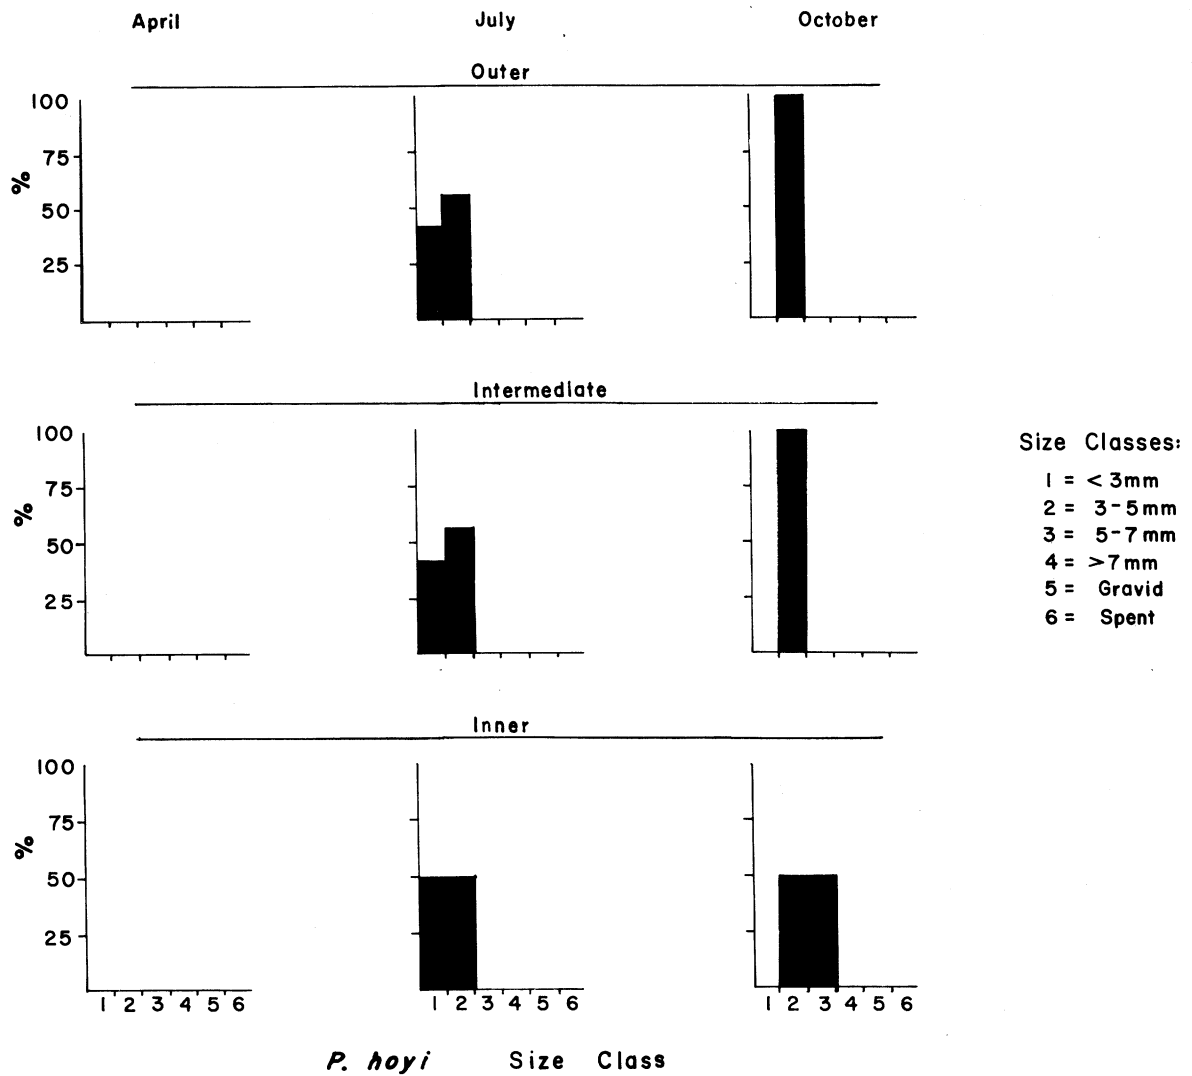 April July October
Outer
100
75
%
50
25
Intermediate
100
75
%
50
25
Size Classes:
1 = < 3mm
2 = 3-5mm
3 = 5-7mm
4 = >7mm
5 = Gravid
6 = Spent
Inner
100
75
%
50
25
1 2 3 4 5 6 1 2 3 4 5 6 1 2 3 4 5 6
P. hoyi Size Class